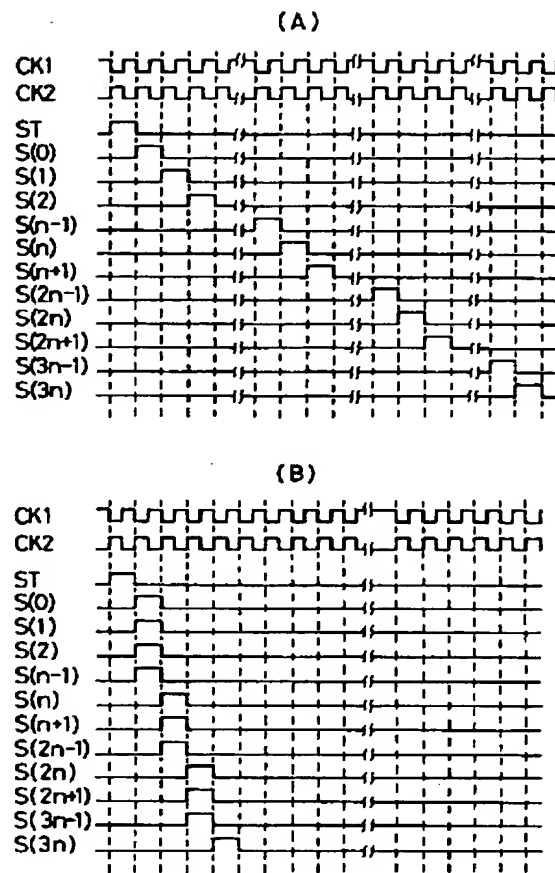 (A)
CK1
CK2
ST
S(0)
S(1)
S(2)
S(n-1)
S(n)
S(n+1)
S(2n-1)
S(2n)
S(2n+1)
S(3n-1)
S(3n)
(B)
CK1
CK2
ST
S(0)
S(1)
S(2)
S(n-1)
S(n)
S(n+1)
S(2n-1)
S(2n)
S(2n+1)
S(3n-1)
S(3n)